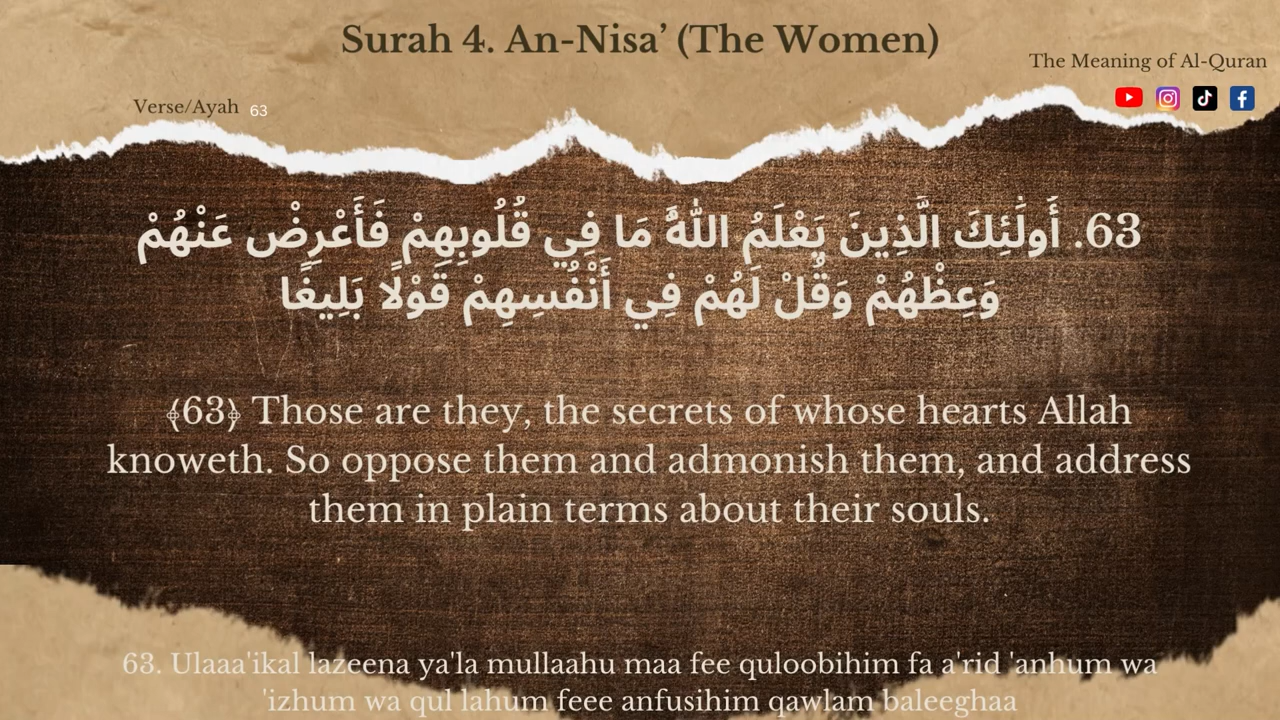 Surah 4. An-Nisa’ (The Women)
The Meaning of Al-Quran
Verse/Ayah 63
63. أُولَٰئِكَ الَّذِينَ يَعْلَمُ اللَّهُ مَا فِي قُلُوبِهِمْ فَأَعْرِضْ عَنْهُمْ
وَعِظْهُمْ وَقُلْ لَهُمْ فِي أَنْفُسِهِمْ قَوْلًا بَلِيغًا
﴾63﴿ Those are they, the secrets of whose hearts Allah
knoweth. So oppose them and admonish them, and address
them in plain terms about their souls.
63. Ulaaa'ikal lazeena ya'la mullaahu maa fee quloobihim fa a'rid 'anhum wa
'izhum wa qul lahum feee anfusihim qawlam baleeghaa